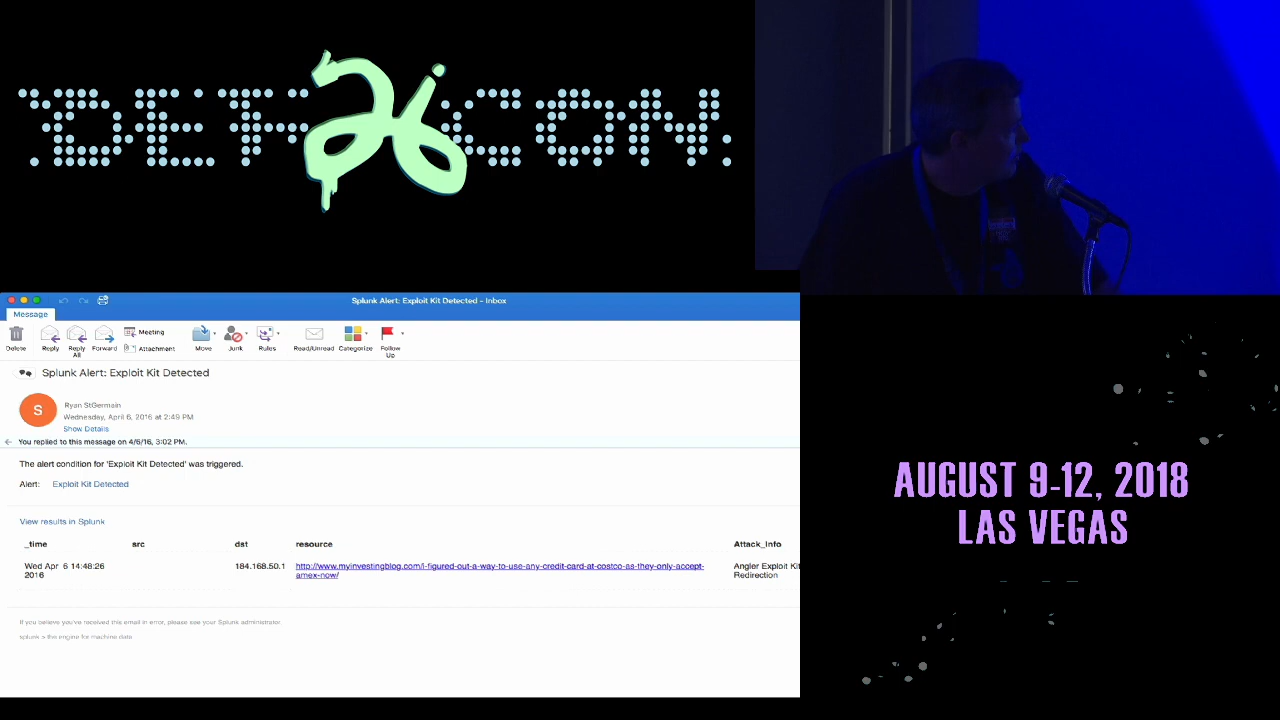 DEF 26 CON
Splunk Alert: Exploit Kit Detected - Inbox
Message
Delete
Reply
Reply All
Forward
Meeting
Attachment
Move
Junk
Rules
Read/Unread
Categorize
Follow Up
Splunk Alert: Exploit Kit Detected
S
Ryan StGermain
Wednesday, April 6, 2016 at 2:49 PM
Show Details
You replied to this message on 4/6/16, 3:02 PM.
The alert condition for 'Exploit Kit Detected' was triggered.
Alert: Exploit Kit Detected
View results in Splunk
_time src dst resource Attack_Info
Wed Apr 6 14:48:26 184.168.50.1 http://www.myinvestingblog.com/i-figured-out-a-way-to-use-any-credit-card-at-costco-as-they-only-accept- Angler Exploit Kit
2016 amex-now/ Redirection
If you believe you've received this email in error, please see your Splunk administrator.
splunk > the engine for machine data
AUGUST 9-12, 2018
LAS VEGAS